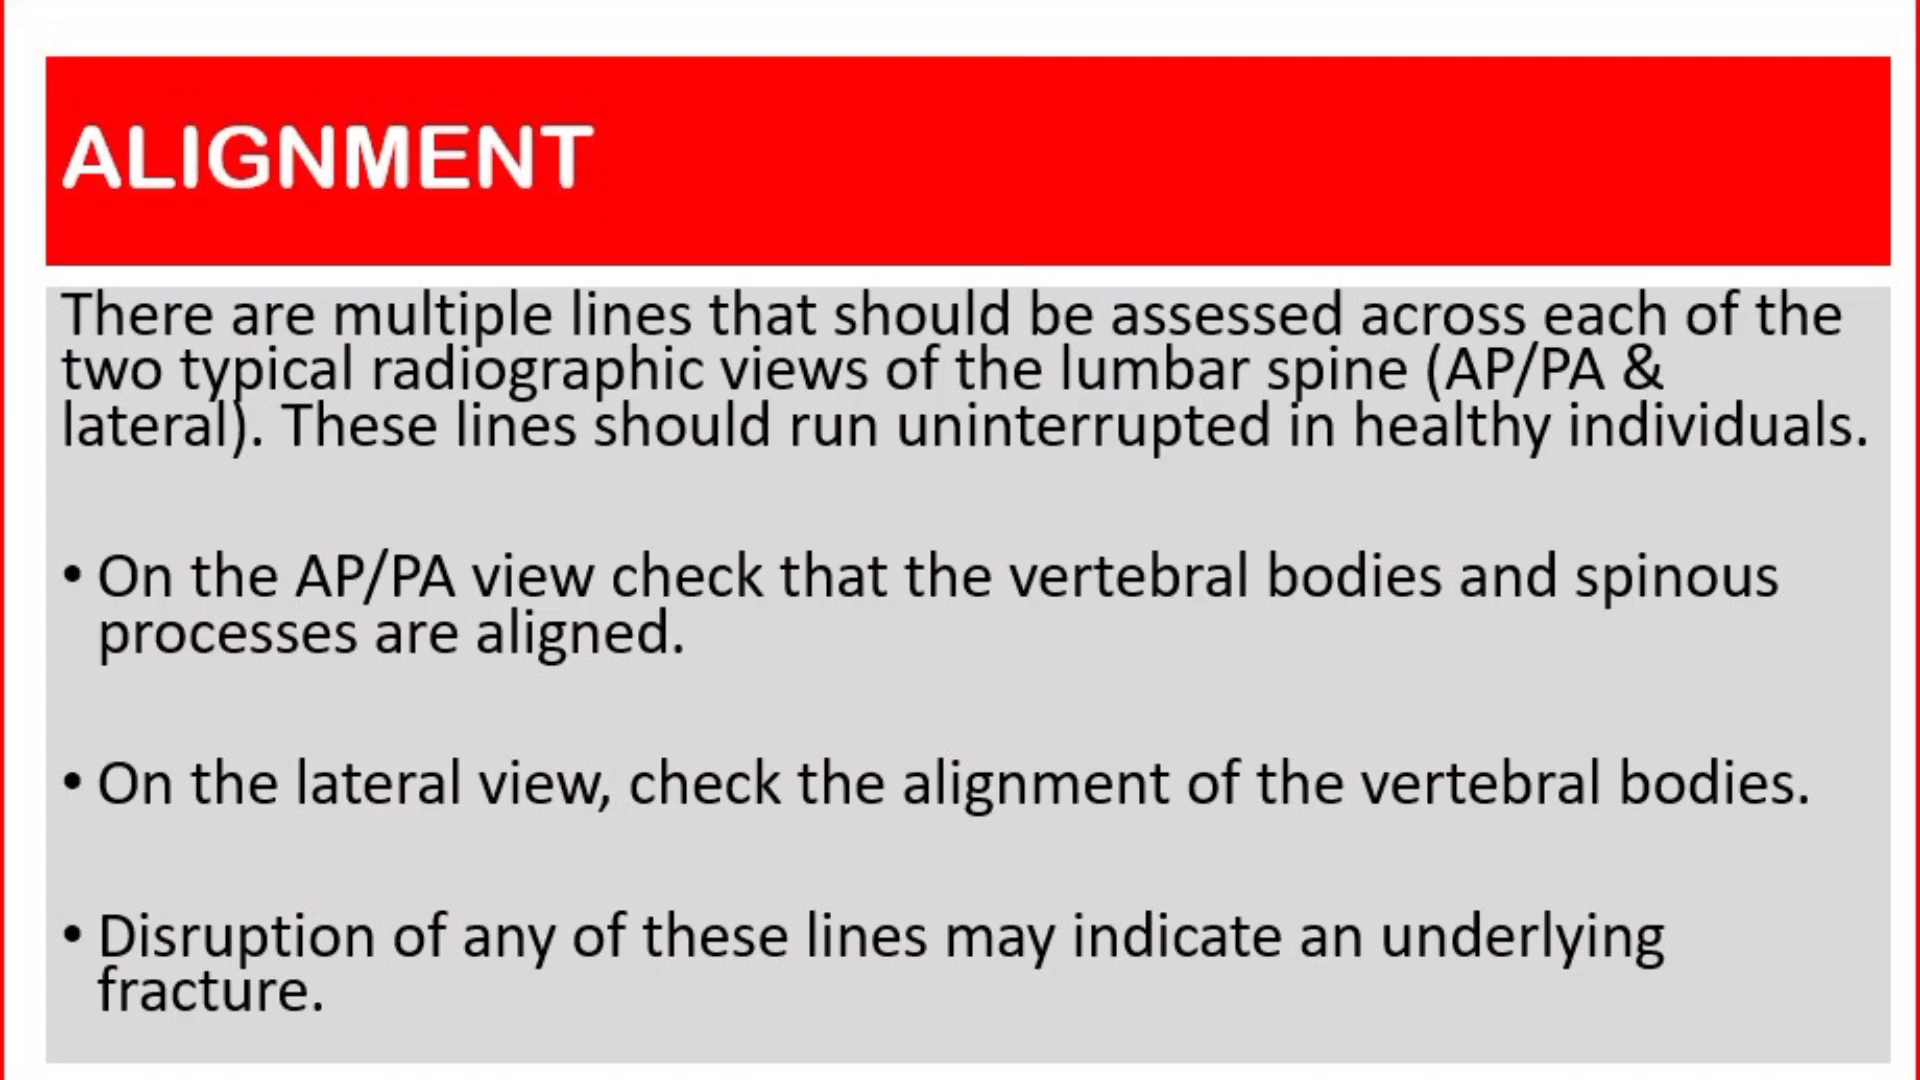 ALIGNMENT
There are multiple lines that should be assessed across each of the
two typical radiographic views of the lumbar spine (AP/PA &
lateral). These lines should run uninterrupted in healthy individuals.
• On the AP/PA view check that the vertebral bodies and spinous
processes are aligned.
• On the lateral view, check the alignment of the vertebral bodies.
• Disruption of any of these lines may indicate an underlying
fracture.